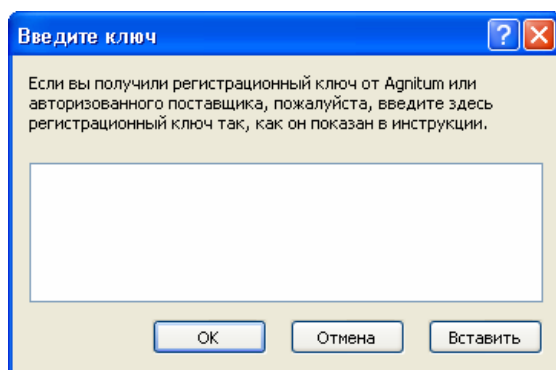 Введите ключ
Если вы получили регистрационный ключ от Agnitum или
авторизованного поставщика, пожалуйста, введите здесь
регистрационный ключ так, как он показан в инструкции.
OK
Отмена
Вставить